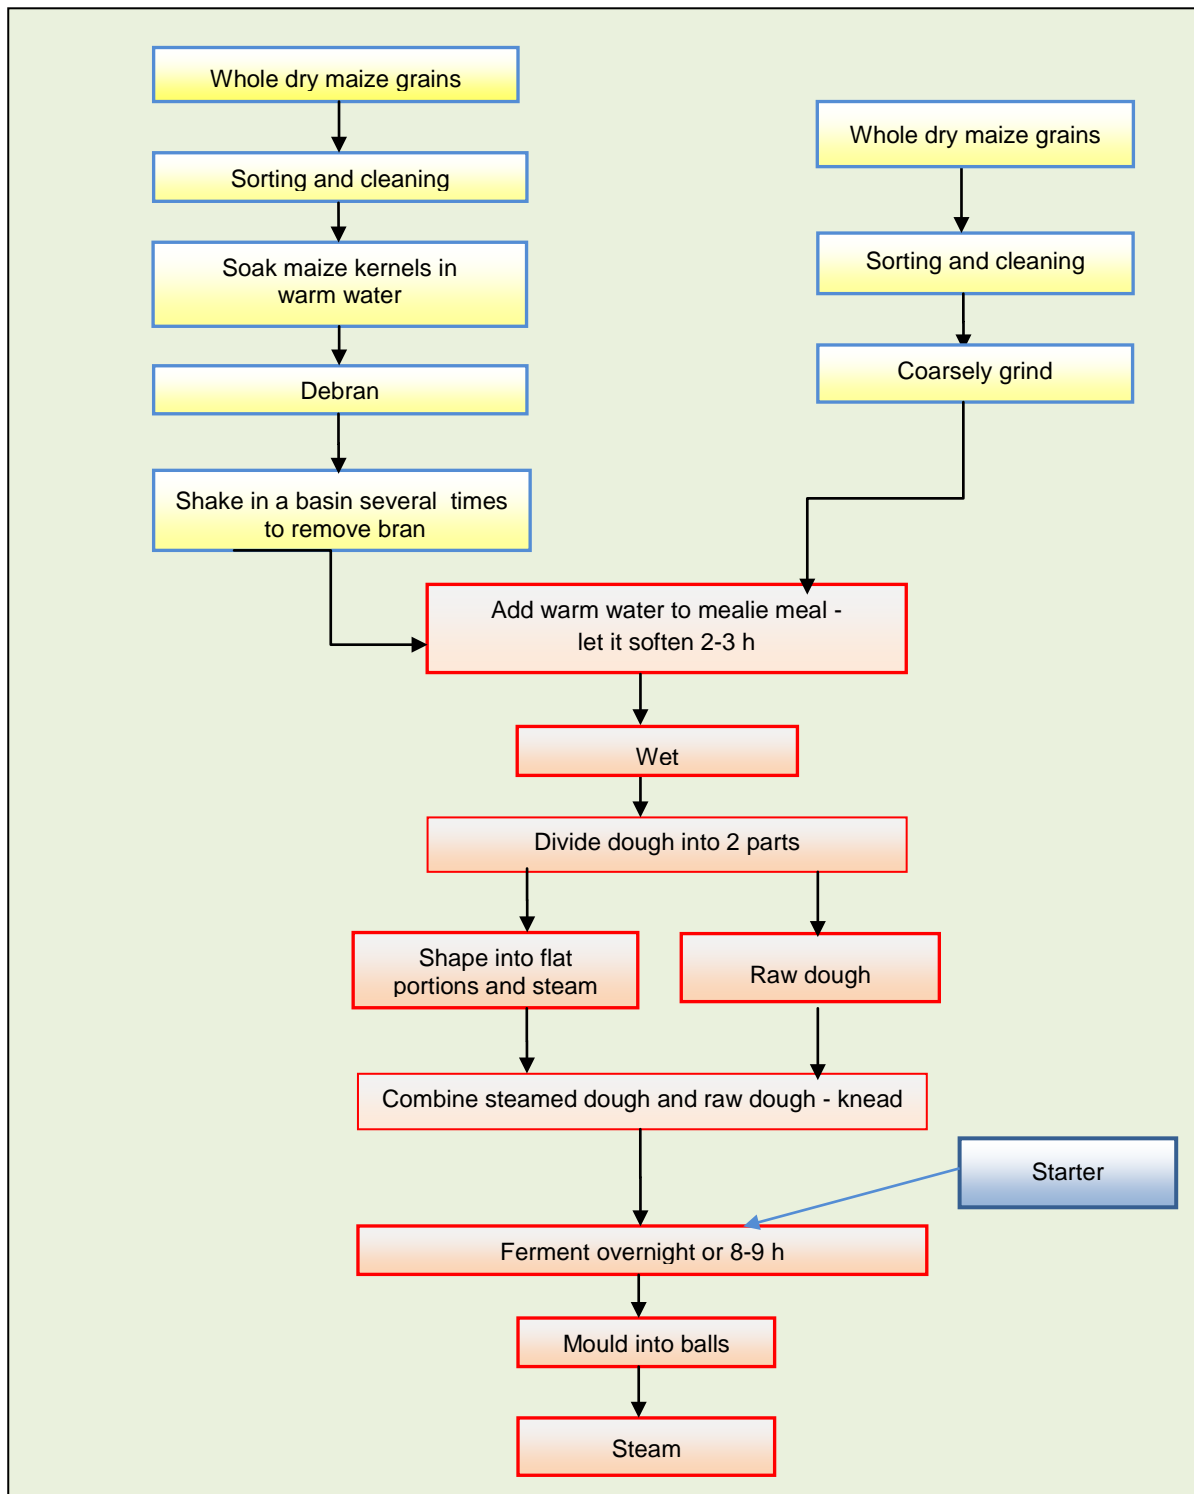 Whole dry maize grains
Sorting and cleaning
Soak maize kernels in
warm water
Debran
Shake in a basin several times
to remove bran
Whole dry maize grains
Sorting and cleaning
Coarsely grind
Add warm water to mealie meal -
let it soften 2-3 h
Wet
Divide dough into 2 parts
Shape into flat
portions and steam
Raw dough
Combine steamed dough and raw dough - knead
Starter
Ferment overnight or 8-9 h
Mould into balls
Steam